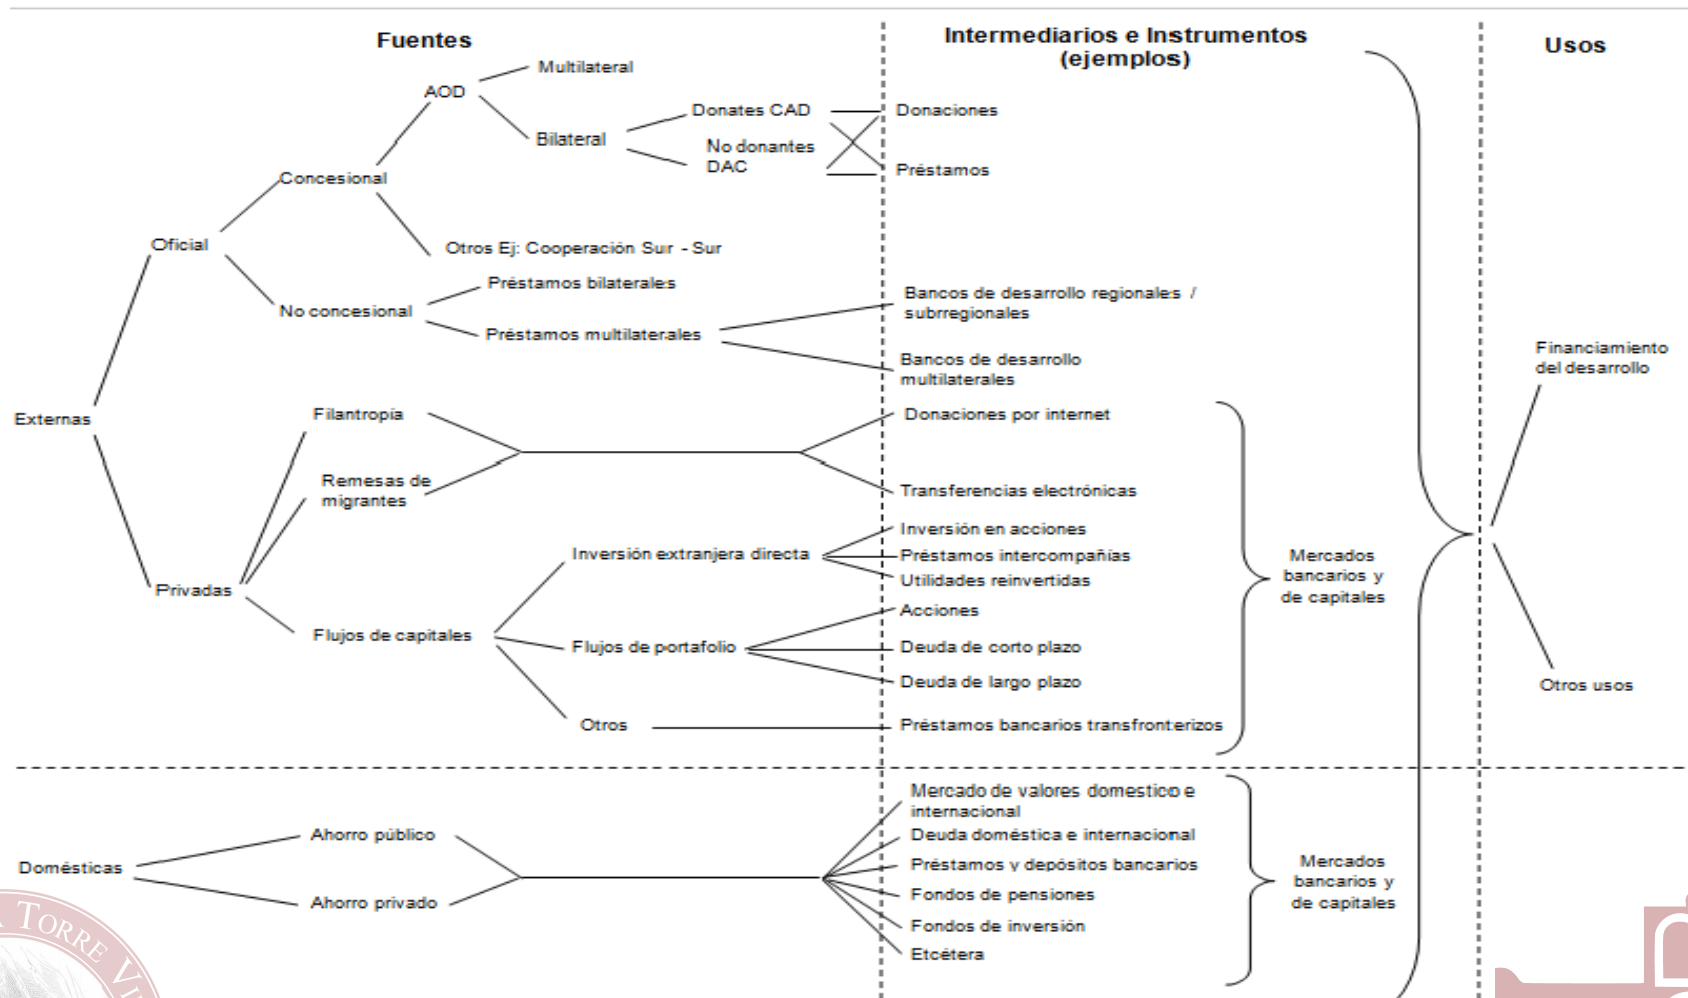 Fuentes
Intermediarios e Instrumentos
(ejemplos)
Usos
Multilateral
AOD
Bilateral
Donates CAD
No donantes
DAC
Donaciones
Préstamos
Concesional
Oficial
Otros Ej: Cooperación Sur - Sur
Préstamos bilaterales
No concesional
Préstamos multilaterales
Bancos de desarrollo regionales /
subrregionales
Bancos de desarrollo
multilaterales
Financiamiento
del desarrollo
Externas
Filantropía
Donaciones por internet
Remesas de
migrantes
Transferencias electrónicas
Inversión extranjera directa
Inversión en acciones
Préstamos intercompañías
Utilidades reinvertidas
Mercados
bancarios y
de capitales
Privadas
Flujos de capitales
Flujos de portafolio
Acciones
Deuda de corto plazo
Deuda de largo plazo
Otros usos
Otros
Préstamos bancarios transfronterizos
Mercado de valores domestico e
internacional
Ahorro público
Deuda doméstica e internacional
Domésticas
Préstamos y depósitos bancarios
Mercados
bancarios y
de capitales
Ahorro privado
Fondos de pensiones
Fondos de inversión
Etcétera
TORRE